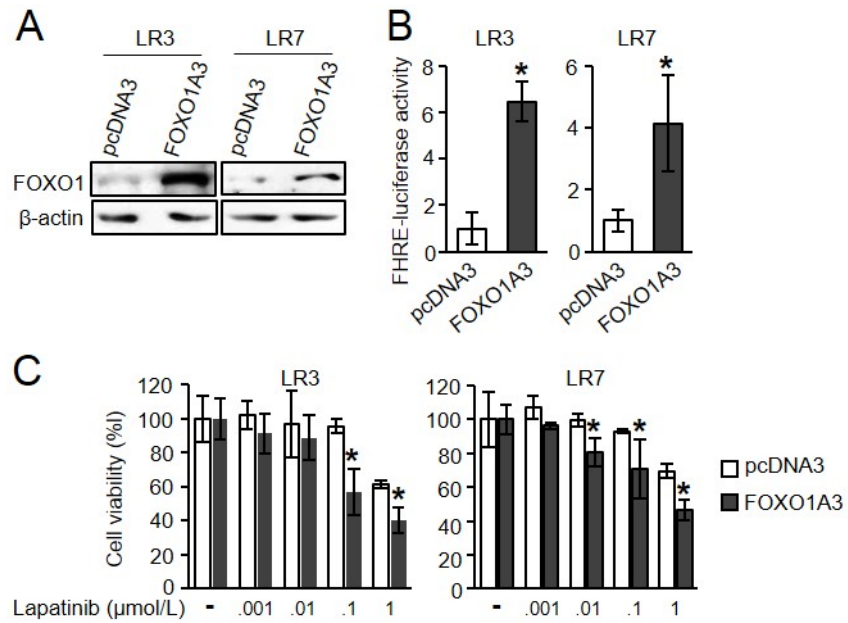 A
LR3 LR7
pcDNA3 FOXO1A3 pcDNA3 FOXO1A3
FOXO1
β-actin
B
LR3 LR7
FHRE-luciferase activity
8
6
4
2
0
*
pcDNA3 FOXO1A3
6
4
2
0
*
pcDNA3 FOXO1A3
C
LR3
Cell viability (%l)
120
100
80
60
40
20
0
* *
Lapatinib (μmol/L) - .001 .01 .1 1
LR7
120
100
80
60
40
20
0
* * *
- .001 .01 .1 1
pcDNA3
FOXO1A3